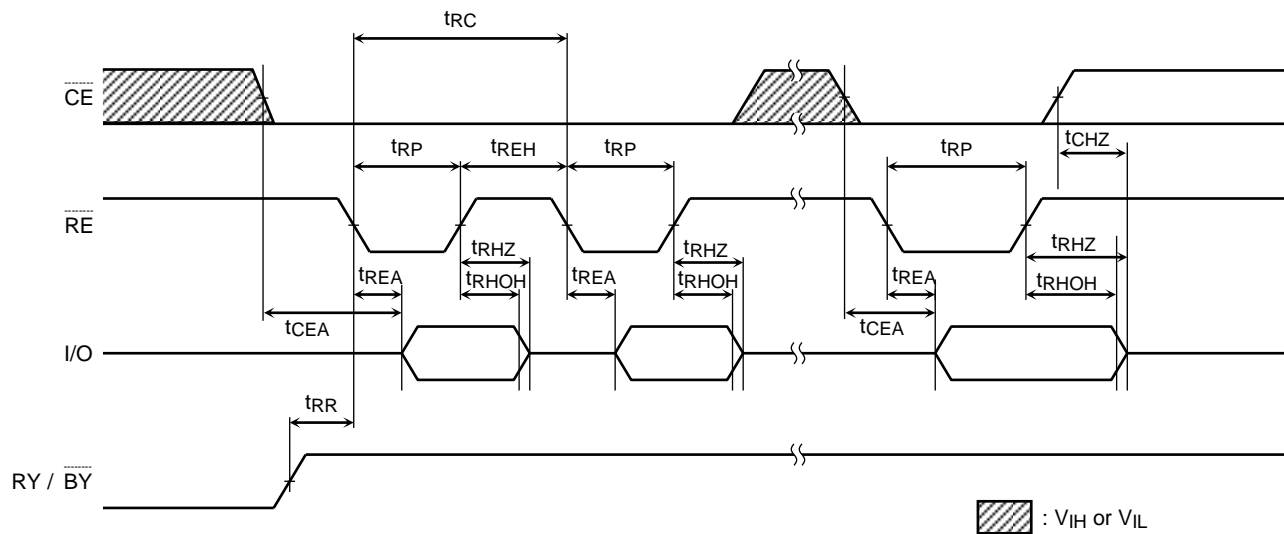 tRC
CE
tCHZ
tRP tREH tRP tRP
RE
tRHZ tRHZ tRHZ
tREA tRHOH tREA tRHOH tREA tRHOH
tCEA tCEA
I/O
tRR
RY / BY
: VIH or VIL